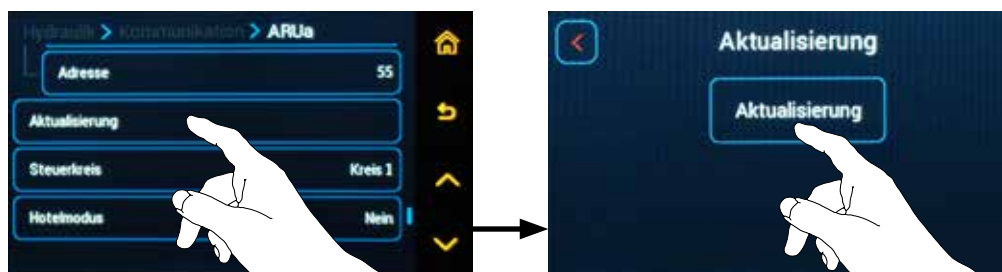 Hydraulik > Kommunikation > ARUa
Adresse 55
Aktualisierung
Steuerkreis Kreis 1
Hotelmodus Nein
Aktualisierung
Aktualisierung